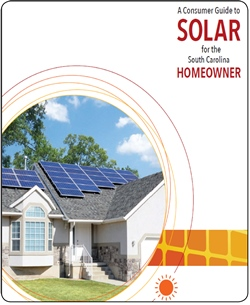 A Consumer Guide to
SOLAR
for the
South Carolina
HOMEOWNER